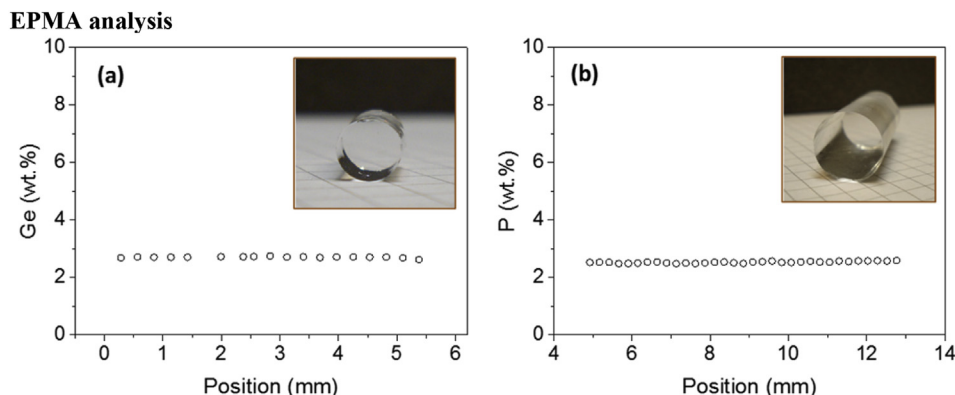 EPMA analysis
(a)
Ge (wt.%)
10
8
6
4
2
0
0 1 2 3 4 5 6
Position (mm)
(b)
P (wt.%)
10
8
6
4
2
0
4 6 8 10 12 14
Position (mm)